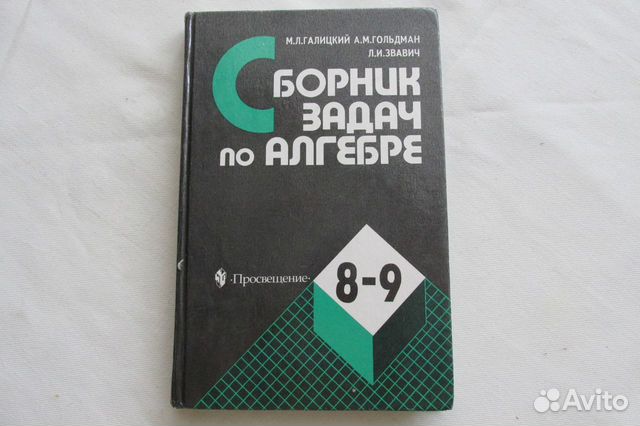 М.Л.ГАЛИЦКИЙ А.М.ГОЛЬДМАН
Л.И.ЗВАВИЧ
СБОРНИК
ЗАДАЧ
ПО АЛГЕБРЕ
·Просвещение·
8-9
Avito